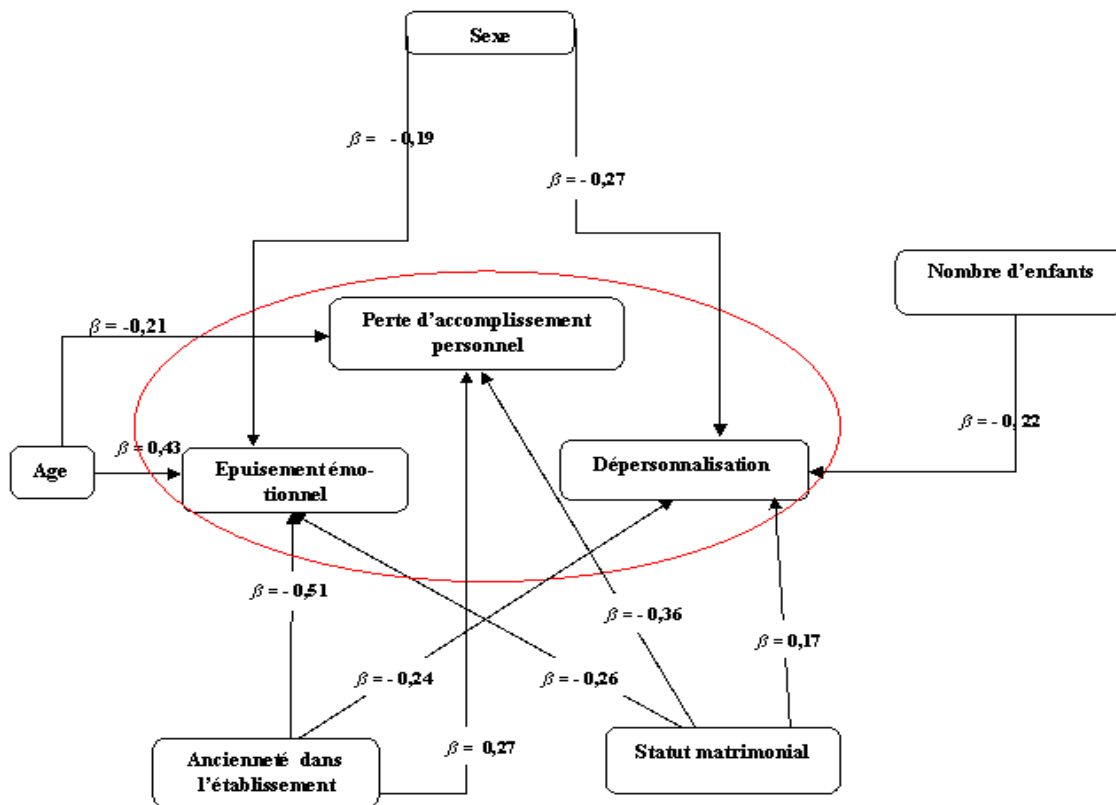 Sexe
β = - 0,19
β = - 0,27
Nombre d'enfants
Perte d'accomplissement
personnel
β = -0,21
β = 0,43
β = - 0,22
Age
Epuisement émo-
tionnel
Dépersonnalisation
β = - 0,51
β = - 0,36
β = 0,17
β = - 0,24
β = - 0,26
β = 0,27
Ancienneté dans
l'établissement
Statut matrimonial